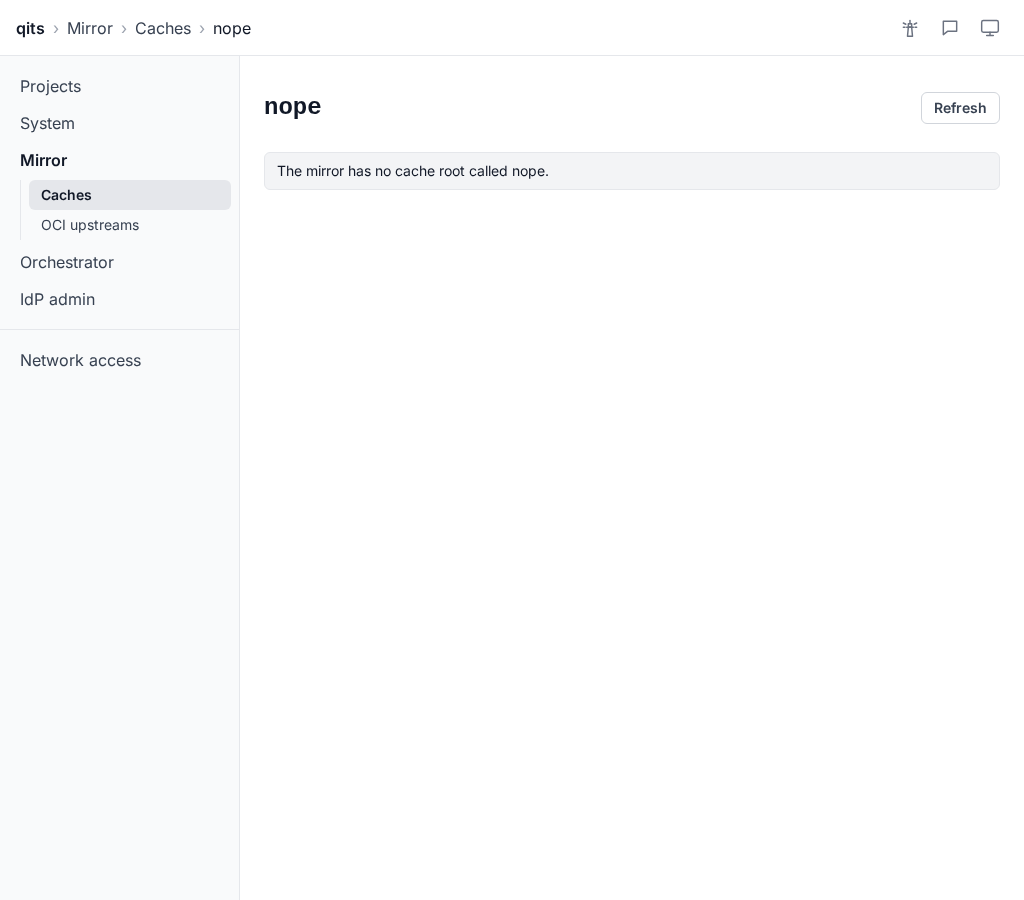 qits › Mirror › Caches › nope
Projects
System
Mirror
Caches
OCI upstreams
Orchestrator
IdP admin
Network access
nope
Refresh
The mirror has no cache root called nope.